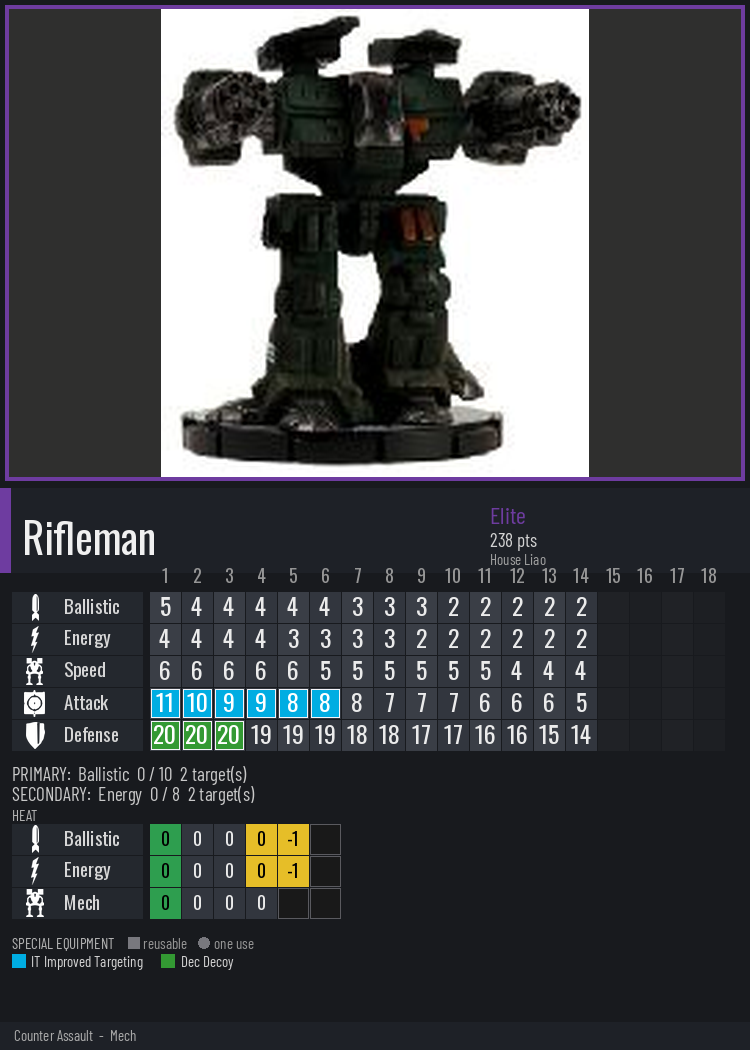 Rifleman
Elite
238 pts
House Liao
1 2 3 4 5 6 7 8 9 10 11 12 13 14 15 16 17 18
Ballistic 5 4 4 4 4 4 3 3 3 2 2 2 2 2
Energy 4 4 4 4 3 3 3 3 2 2 2 2 2 2
Speed 6 6 6 6 6 5 5 5 5 5 5 4 4 4
Attack 11 10 9 9 8 8 8 7 7 7 6 6 6 5
Defense 20 20 20 19 19 19 18 18 17 17 16 16 15 14
PRIMARY: Ballistic 0 / 10 2 target(s)
SECONDARY: Energy 0 / 8 2 target(s)
HEAT
Ballistic 0 0 0 0 -1
Energy 0 0 0 0 -1
Mech 0 0 0 0
SPECIAL EQUIPMENT reusable one use
IT Improved Targeting Dec Decoy
Counter Assault - Mech